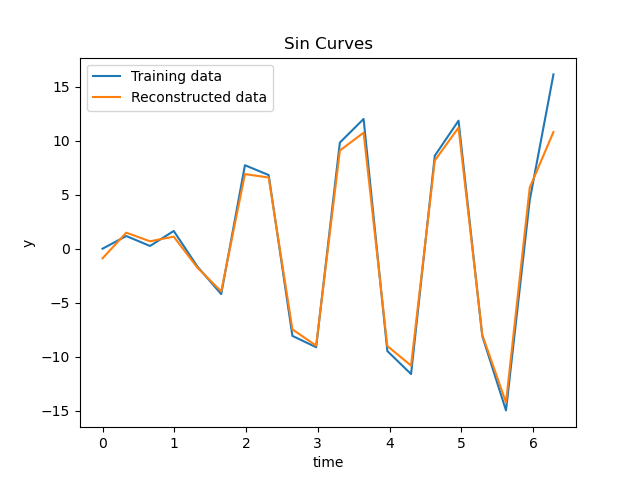 Sin Curves
Training data
Reconstructed data
15
10
5
0
−5
−10
−15
y
0 1 2 3 4 5 6
time